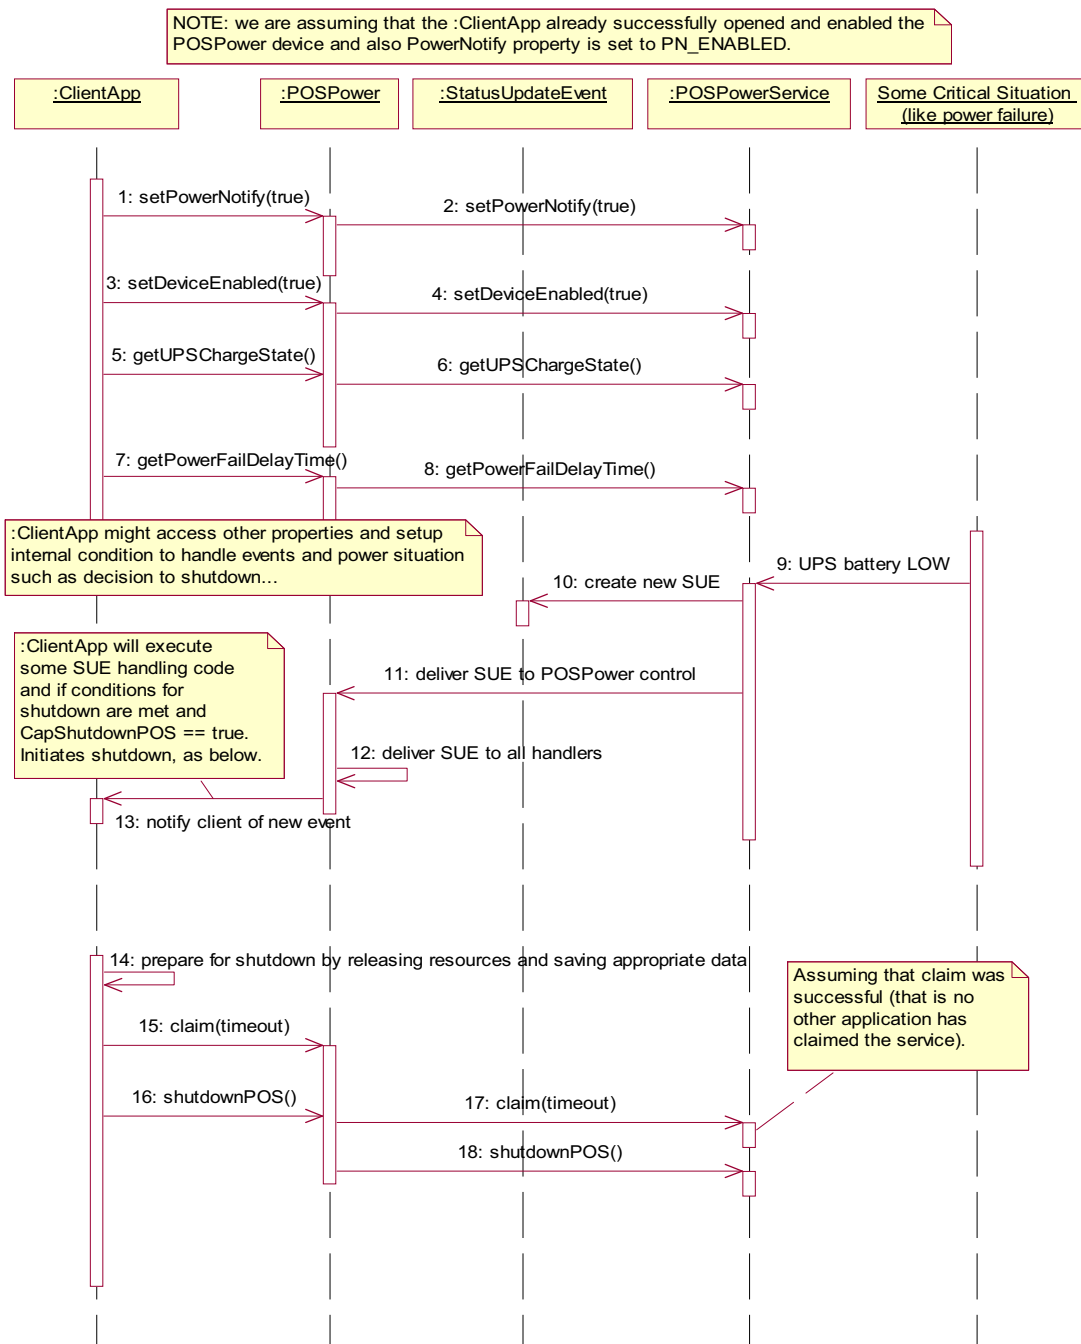 NOTE: we are assuming that the :ClientApp already successfully opened and enabled the
POSPower device and also PowerNotify property is set to PN_ENABLED.
:ClientApp
:POSPower
:StatusUpdateEvent
:POSPowerService
Some Critical Situation
(like power failure)
1: setPowerNotify(true)
2: setPowerNotify(true)
3: setDeviceEnabled(true)
4: setDeviceEnabled(true)
5: getUPSChargeState()
6: getUPSChargeState()
7: getPowerFailDelayTime()
8: getPowerFailDelayTime()
:ClientApp might access other properties and setup
internal condition to handle events and power situation
such as decision to shutdown...
9: UPS battery LOW
10: create new SUE
:ClientApp will execute
some SUE handling code
and if conditions for
shutdown are met and
CapShutdownPOS == true.
Initiates shutdown, as below.
11: deliver SUE to POSPower control
12: deliver SUE to all handlers
13: notify client of new event
14: prepare for shutdown by releasing resources and saving appropriate data
Assuming that claim was
successful (that is no
other application has
claimed the service).
15: claim(timeout)
16: shutdownPOS()
17: claim(timeout)
18: shutdownPOS()